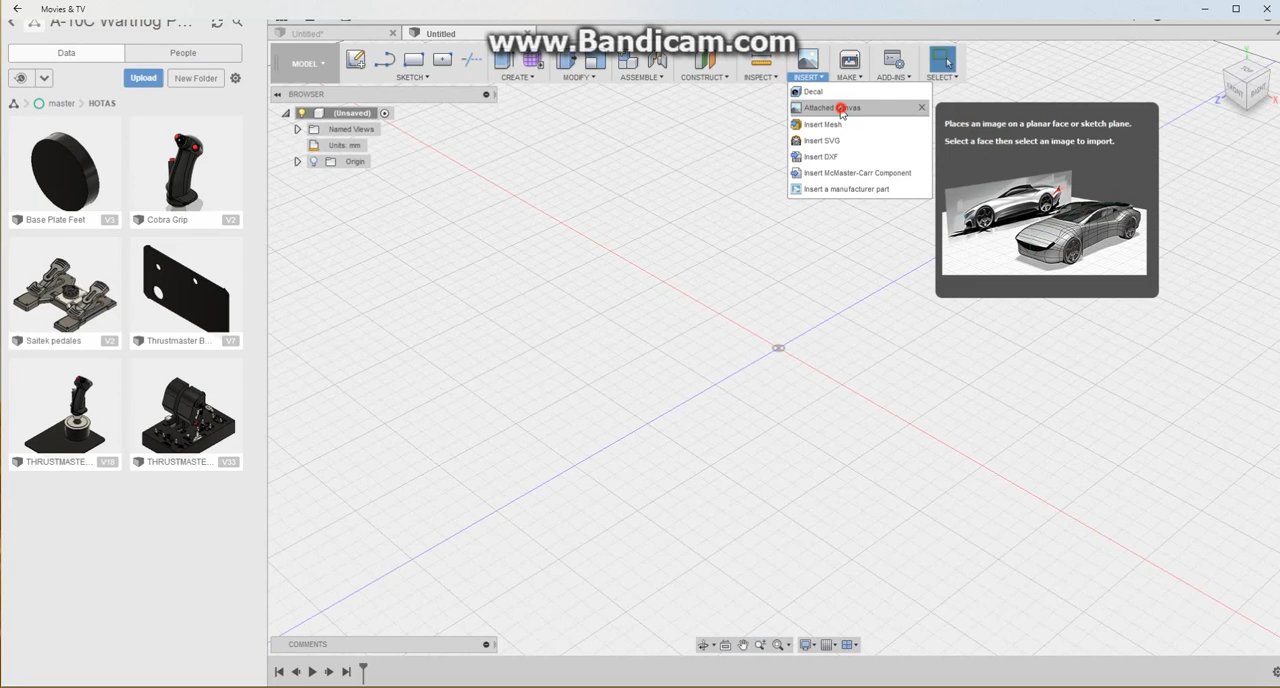 Movies & TV
A-10C Warthog P...
Untitled*
Untitled
www.Bandicam.com
Data
People
MODEL
SKETCH
CREATE
MODIFY
ASSEMBLE
CONSTRUCT
INSPECT
INSERT
MAKE
ADD-INS
SELECT
Upload
New Folder
BROWSER
Decal
master
HOTAS
(Unsaved)
Attached Canvas
Named Views
Insert Mesh
Places an image on a planar face or sketch plane.
Units: mm
Insert SVG
Select a face then select an image to import.
Origin
Insert DXF
Insert McMaster-Carr Component
Insert a manufacturer part
TOP
FRONT
RIGHT
Y
Z
Base Plate Feet
V3
Cobra Grip
V2
Saitek pedales
V2
Thrustmaster B...
V7
THRUSTMASTE...
V18
THRUSTMASTE...
V33
COMMENTS